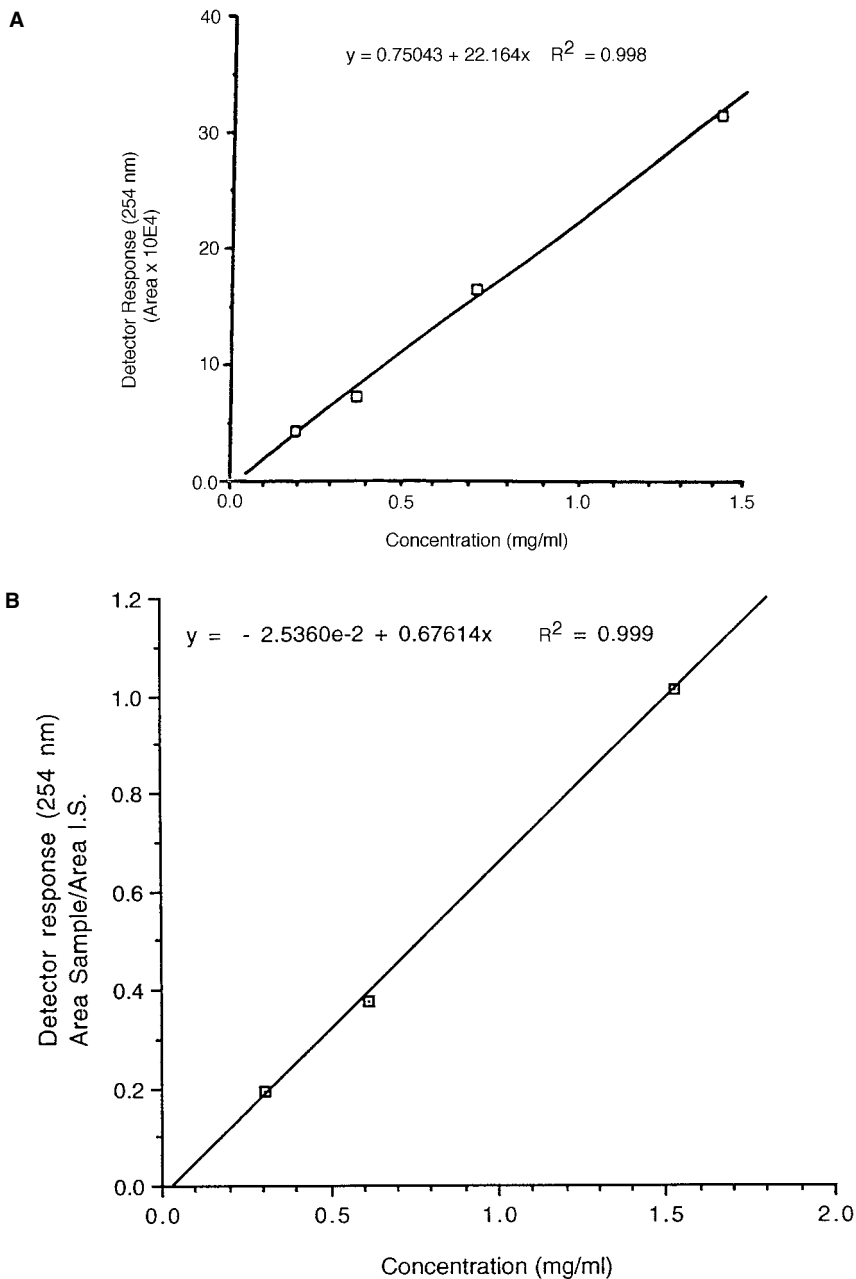 A
y = 0.75043 + 22.164x R2 = 0.998
40
30
20
10
0.0
Detector Response (254 nm)
(Area x 10E4)
0.0 0.5 1.0 1.5
Concentration (mg/ml)
B
y = - 2.5360e-2 + 0.67614x R2 = 0.999
1.2
1.0
0.8
0.6
0.4
0.2
0.0
Detector response (254 nm)
Area Sample/Area I.S.
0.0 0.5 1.0 1.5 2.0
Concentration (mg/ml)